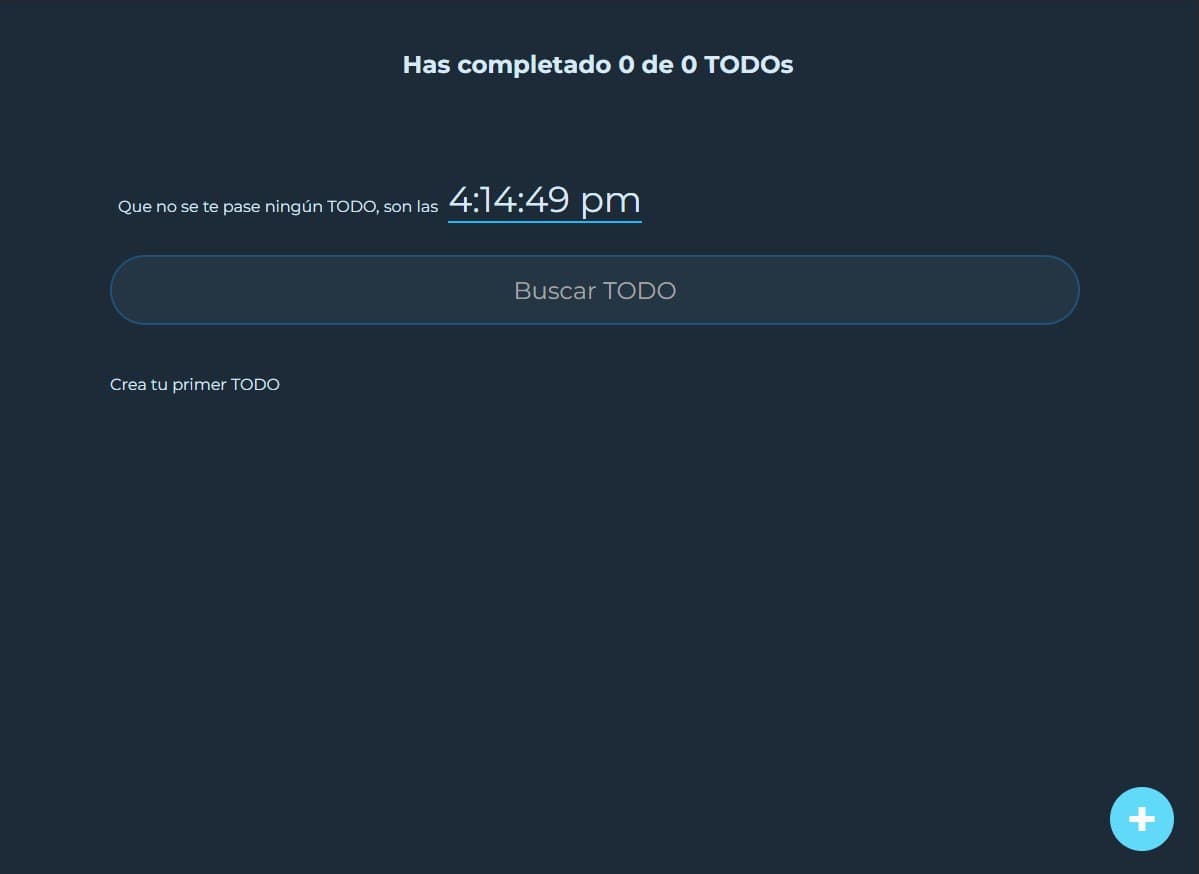 Has completado 0 de 0 TODOs
Que no se te pase ningún TODO, son las 4:14:49 pm
Buscar TODO
Crea tu primer TODO